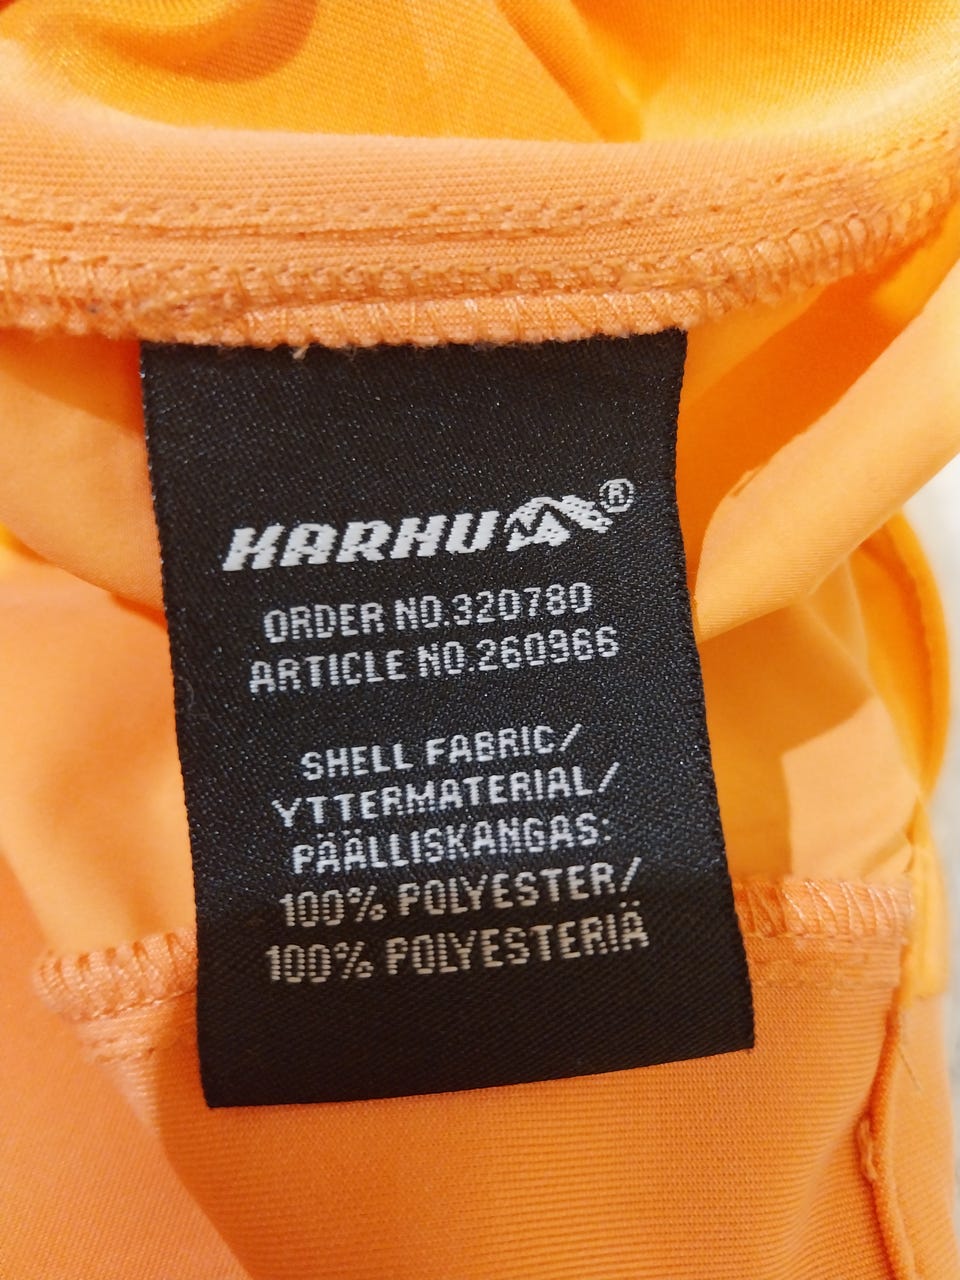 KARHU®
ORDER NO.320780
ARTICLE NO.260966
SHELL FABRIC/
YTTERMATERIAL/
PÄÄLLISKANGAS:
100% POLYESTER/
100% POLYESTERIÄ